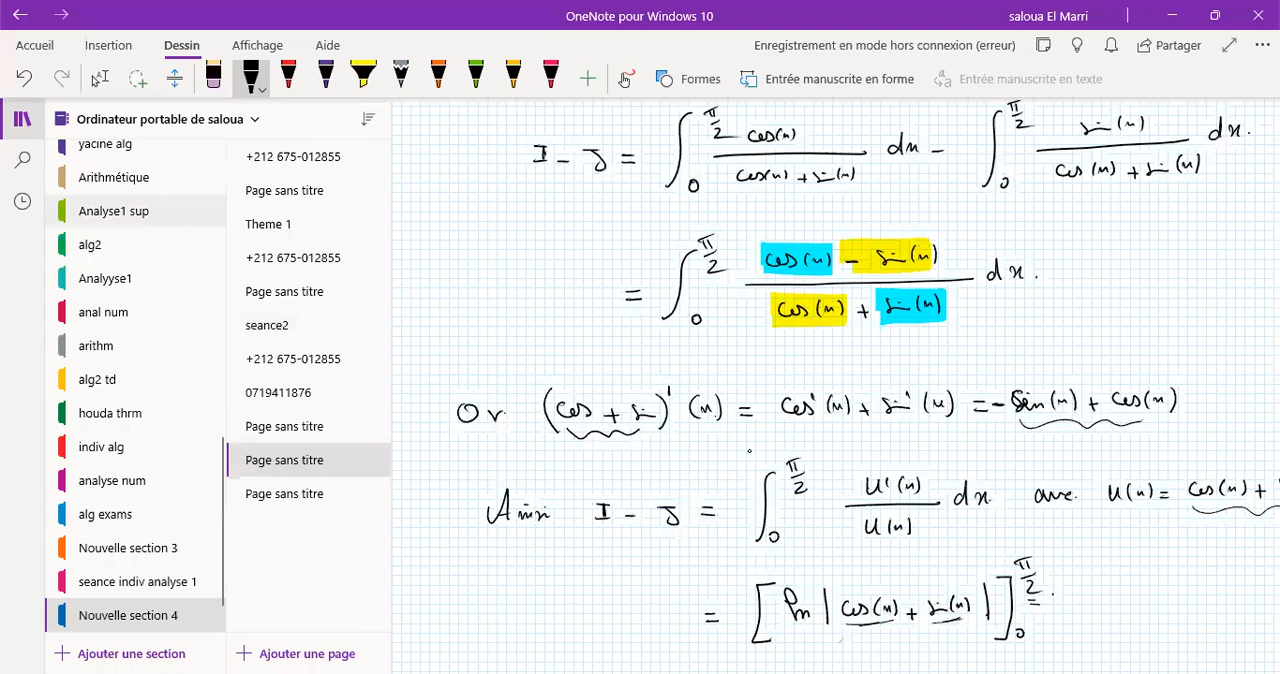 OneNote pour Windows 10
saloua El Marri
Accueil Insertion Dessin Affichage Aide
Enregistrement en mode hors connexion (erreur)
Partager
Formes
Entrée manuscrite en forme
Entrée manuscrite en texte
Ordinateur portable de saloua
yacine alg
Arithmétique
Analyse1 sup
alg2
Analyyse1
anal num
arithm
alg2 td
houda thrm
indiv alg
analyse num
alg exams
Nouvelle section 3
seance indiv analyse 1
Nouvelle section 4
+ Ajouter une section
+212 675-012855
Page sans titre
Theme 1
+212 675-012855
Page sans titre
seance2
+212 675-012855
0719411876
Page sans titre
Page sans titre
Page sans titre
+ Ajouter une page
I - J = ∫₀^{π/2} cos(x)/(cos(x) + sin(x)) dx - ∫₀^{π/2} sin(x)/(cos(x) + sin(x)) dx.
= ∫₀^{π/2} (cos(x) - sin(x))/(cos(x) + sin(x)) dx.
Or (cos + sin)' (x) = cos'(x) + sin'(x) = -sin(x) + cos(x)
Ainsi I - J = ∫₀^{π/2} U'(x)/U(x) dx avec U(x) = cos(x) +
= [ln |cos(x) + sin(x)|]₀^{π/2}.